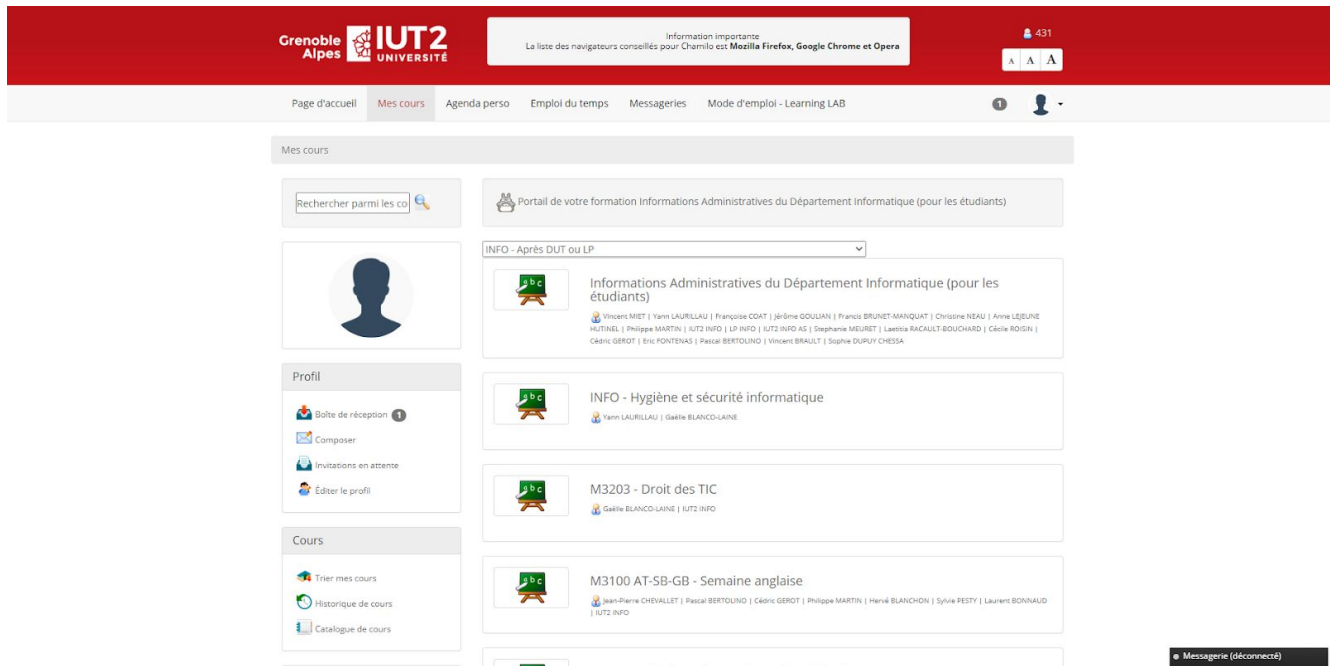 Grenoble
Alpes
IUT2
UNIVERSITÉ
Information importante
La liste des navigateurs conseillés pour Chamilo est Mozilla Firefox, Google Chrome et Opera
431
A A A
Page d'accueil Mes cours Agenda perso Emploi du temps Messageries Mode d'emploi - Learning LAB 1
Mes cours
Rechercher parmi les co
Portail de votre formation Informations Administratives du Département Informatique (pour les étudiants)
INFO - Après DUT ou LP
abc
Informations Administratives du Département Informatique (pour les
étudiants)
Vincent MIET | Yann LAURILLAU | Françoise COAT | Jérôme GOULIAN | Francis BRUNET-MANQUAT | Christine NEAU | Anne LEJEUNE
HUTINEL | Philippe MARTIN | IUT2 INFO | LP INFO | IUT2 INFO AS | Stephanie MEURET | Laetitia RACAULT-BOUCHARD | Cécile ROISIN |
Cédric GEROT | Eric FONTENAS | Pascal BERTOLINO | Vincent BRAULT | Sophie DUPUY CHESSA
Profil
Boîte de réception 1
Composer
Invitations en attente
Éditer le profil
abc
INFO - Hygiène et sécurité informatique
Yann LAURILLAU | Gaëlle BLANCO-LAINE
abc
M3203 - Droit des TIC
Gaëlle BLANCO-LAINE | IUT2 INFO
Cours
Trier mes cours
Historique de cours
Catalogue de cours
abc
M3100 AT-SB-GB - Semaine anglaise
Jean-Pierre CHEVALLET | Pascal BERTOLINO | Cédric GEROT | Philippe MARTIN | Hervé BLANCHON | Sylvie PESTY | Laurent BONNAUD
| IUT2 INFO
Messagerie (déconnecté)